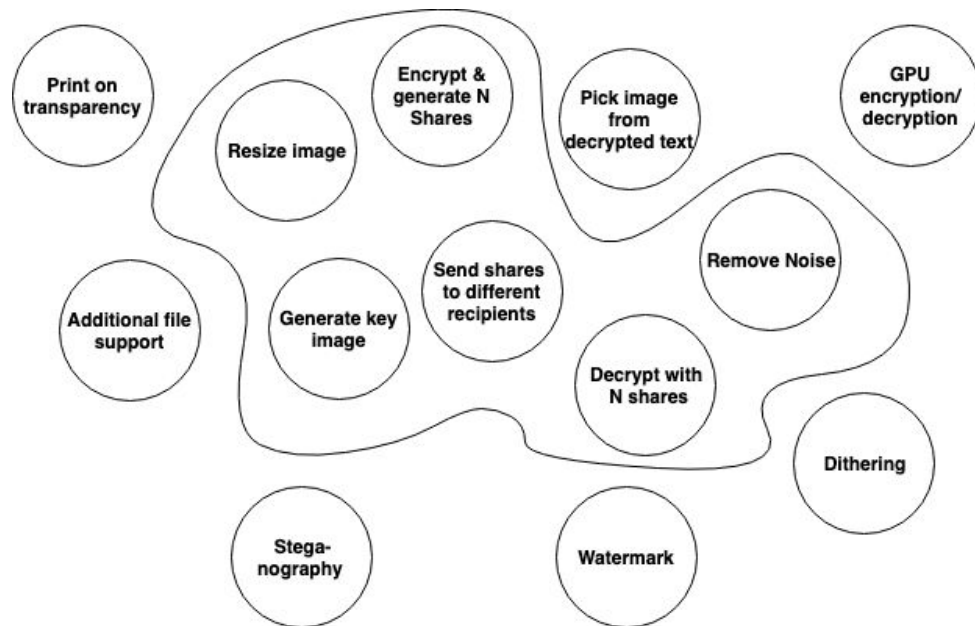 Print on
transparency
Resize image
Encrypt &
generate N
Shares
Pick image
from
decrypted text
GPU
encryption/
decryption
Additional file
support
Generate key
image
Send shares
to different
recipients
Remove Noise
Decrypt with
N shares
Dithering
Stega-
nography
Watermark